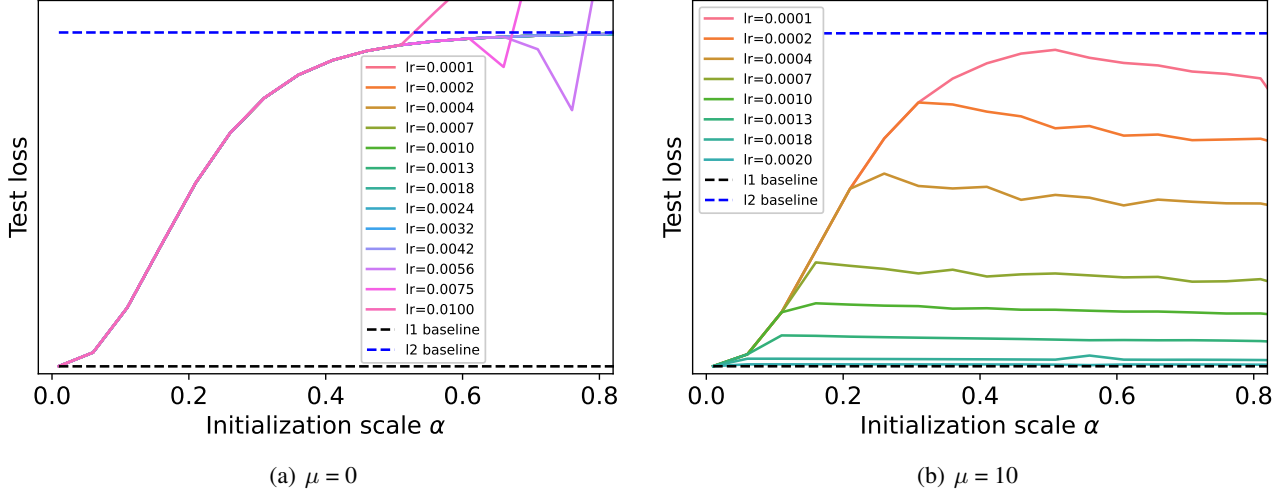 Test loss
lr=0.0001
lr=0.0002
lr=0.0004
lr=0.0007
lr=0.0010
lr=0.0013
lr=0.0018
lr=0.0024
lr=0.0032
lr=0.0042
lr=0.0056
lr=0.0075
lr=0.0100
l1 baseline
l2 baseline
0.0 0.2 0.4 0.6 0.8
Initialization scale α
(a) μ = 0
Test loss
lr=0.0001
lr=0.0002
lr=0.0004
lr=0.0007
lr=0.0010
lr=0.0013
lr=0.0018
lr=0.0020
l1 baseline
l2 baseline
0.0 0.2 0.4 0.6 0.8
Initialization scale α
(b) μ = 10